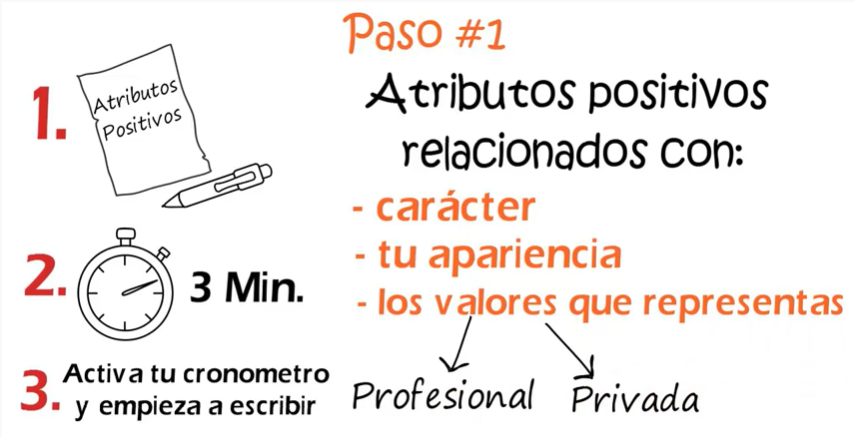 Paso #1
1.
Atributos
Positivos
2.
3 Min.
3. Activa tu cronometro
y empieza a escribir
Atributos positivos
relacionados con:
- carácter
- tu apariencia
- los valores que representas
Profesional Privada